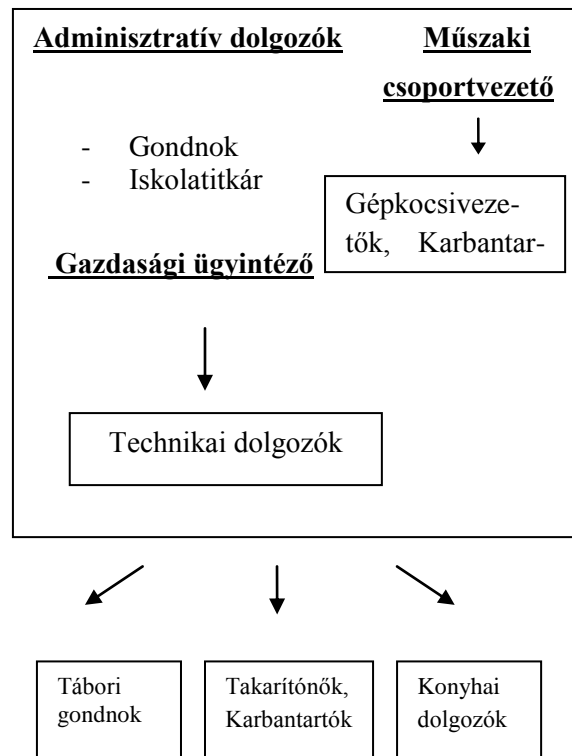 Adminisztratív dolgozók
Műszaki
csoportvezető
- Gondnok
- Iskolatitkár
Gépkocsiveze-
tők, Karbantar-
Gazdasági ügyintéző
Technikai dolgozók
Tábori
gondnok
Takarítónők,
Karbantartók
Konyhai
dolgozók